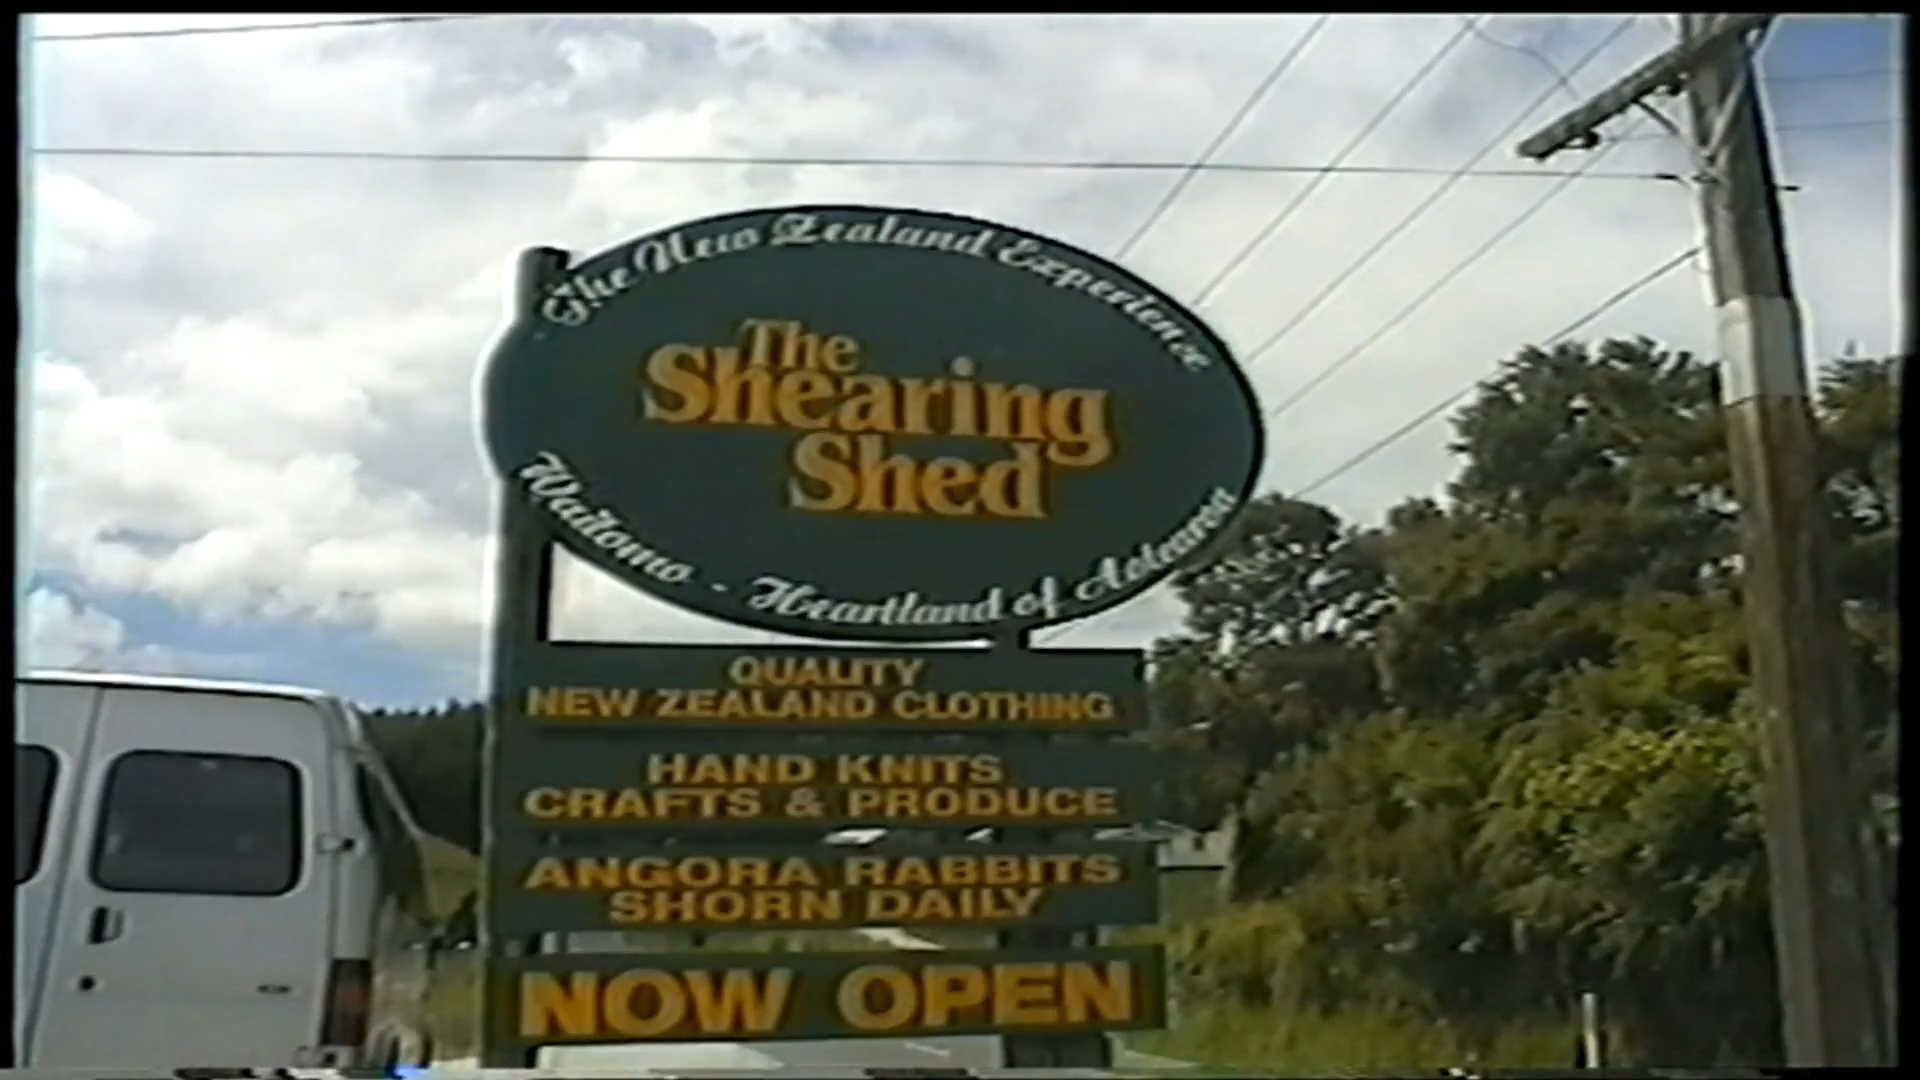 The New Zealand Experience
The
Shearing
Shed
Waitomo - Heartland of Aotearoa
QUALITY
NEW ZEALAND CLOTHING
HAND KNITS
CRAFTS & PRODUCE
ANGORA RABBITS
SHORN DAILY
NOW OPEN